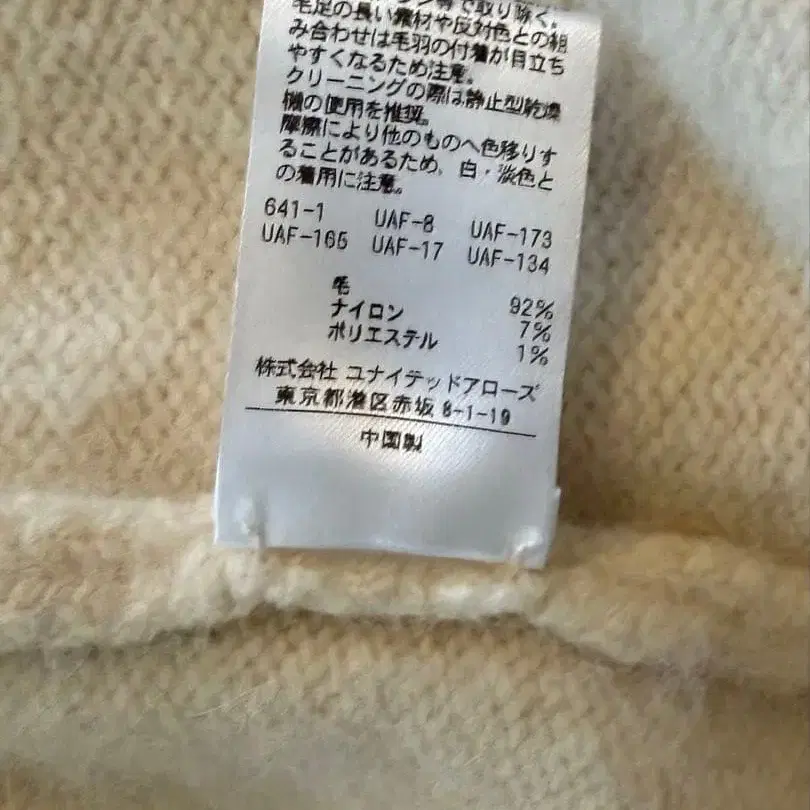 等で取り除く。
毛足の長い素材や反対色との組
み合わせは毛羽の付着が目立ち
やすくなるため注意。
クリーニングの際は静止型乾燥
機の使用を推奨。
摩擦により他のものへ色移りす
ることがあるため、白・淡色と
の着用に注意。
641-1 UAF-8 UAF-173
UAF-165 UAF-17 UAF-134
毛 92%
ナイロン 7%
ポリエステル 1%
株式会社 ユナイテッドアローズ
東京都港区赤坂 8-1-19
中国製